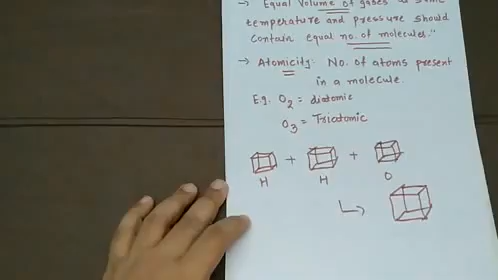 → Equal Volume of gases at same
temperature and pressure should
contain equal no. of molecules."
→ Atomicity: No. of atoms present
in a molecule.
E.g. O2 = diatomic
O3 = Triatomic
+ +
H H O